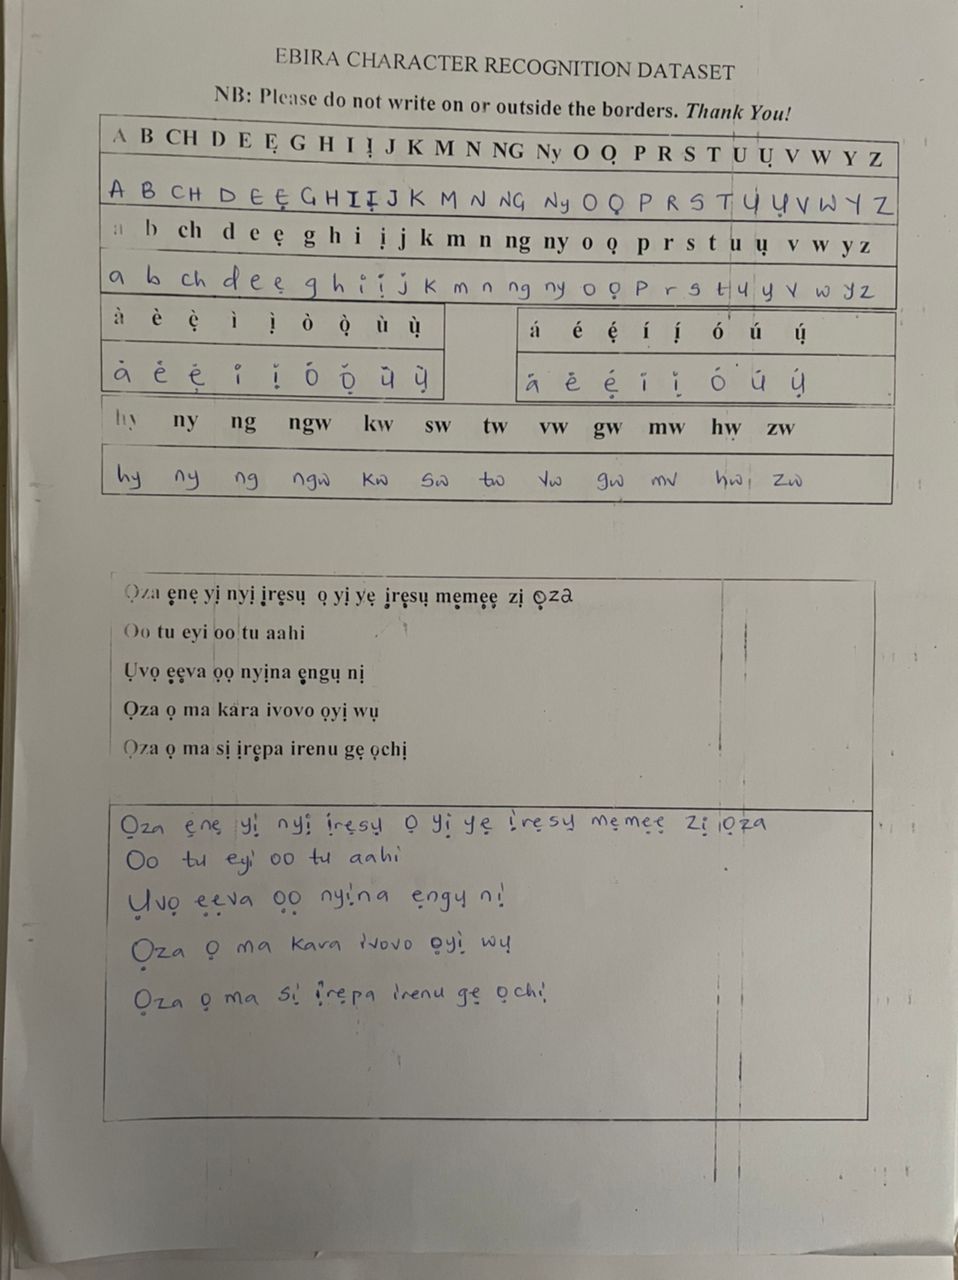 EBIRA CHARACTER RECOGNITION DATASET
NB: Please do not write on or outside the borders. Thank You!
A B CH D E Ẹ G H I Ị J K M N NG Ny O Ọ P R S T U Ụ V W Y Z
A B CH D E Ẹ G H I Ị J K M N NG Ny O Ọ P R S T U Ụ V W Y Z
a b ch d e ẹ g h i ị j k m n ng ny o ọ p r s t u ụ v w y z
a b ch d e ẹ g h i ị j k m n ng ny o ọ p r s t u ụ v w y z
à è ẹ̀ ì ị̀ ò ọ̀ ù ụ̀ á é ẹ́ í ị́ ó ú ụ́
à è ẹ̀ ì ị̀ ò ọ̀ ù ụ̀ á é ẹ́ í ị́ ó ú ụ́
hy ny ng ngw kw sw tw vw gw mw hw zw
hy ny ng ngw kw sw tw vw gw mv hw zw
Ọza ẹnẹ yị nyị ịrẹsụ ọ yị yẹ ịrẹsụ mẹmẹẹ zị ọza
Oo tu eyi oo tu aahi
Ụvọ ẹẹva ọọ nyịna ẹngụ nị
Ọza ọ ma kara ivovo ọyị wụ
Ọza ọ ma sị ịrẹpa irenu gẹ ọchị
Ọza ẹnẹ yị nyị ịrẹsụ ọ yị yẹ ịrẹsụ mẹmẹẹ zị ọza
Oo tu eyi oo tu aahi
Ụvọ ẹẹva ọọ nyịna ẹngụ nị
Ọza ọ ma kara ivovo ọyị wụ
Ọza ọ ma sị ịrẹpa irenu gẹ ọchị